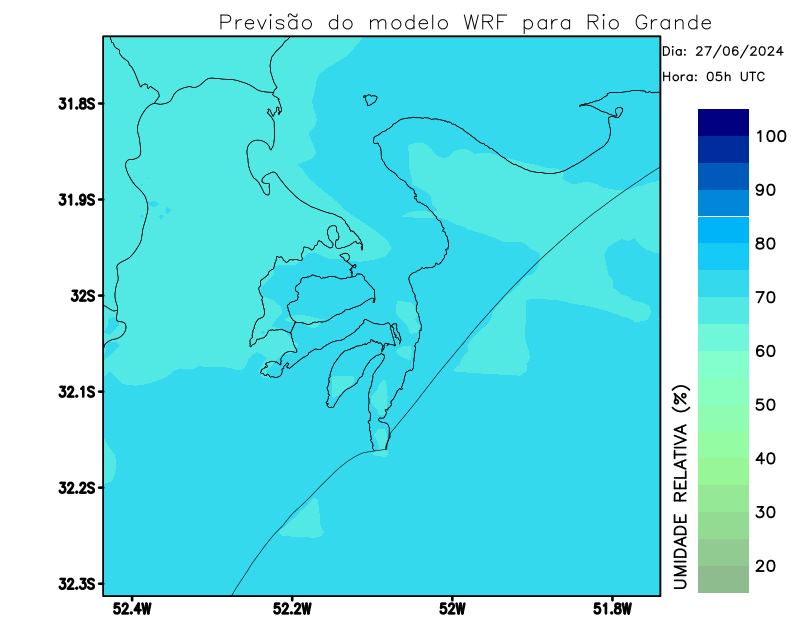 Previsão do modelo WRF para Rio Grande
Dia: 27/06/2024
Hora: 05h UTC
31.8S
31.9S
32S
32.1S
32.2S
32.3S
52.4W
52.2W
52W
51.8W
100
90
80
70
60
50
40
30
20
UMIDADE RELATIVA (%)